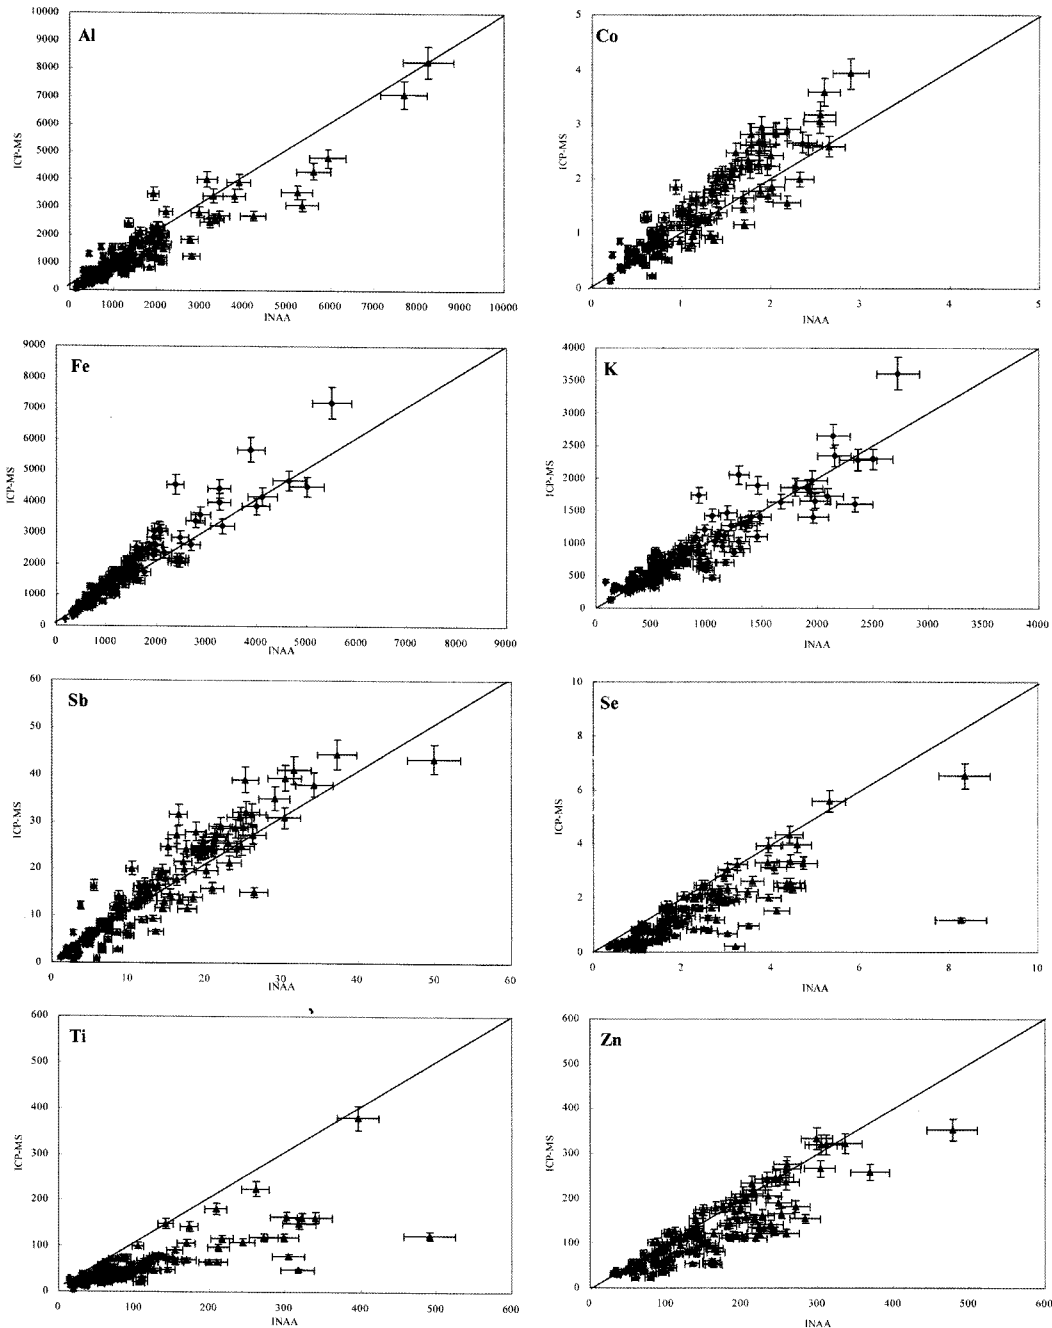 Al
ICP-MS
10000
9000
8000
7000
6000
5000
4000
3000
2000
1000
0
0 1000 2000 3000 4000 5000 6000 7000 8000 9000 10000
INAA
Co
ICP-MS
5
4
3
2
1
0
0 1 2 3 4 5
INAA
Fe
ICP-MS
9000
8000
7000
6000
5000
4000
3000
2000
1000
0
0 1000 2000 3000 4000 5000 6000 7000 8000 9000
INAA
K
ICP-MS
4000
3500
3000
2500
2000
1500
1000
500
0
0 500 1000 1500 2000 2500 3000 4000
INAA
Sb
ICP-MS
60
50
40
30
20
10
0
0 10 20 30 40 50 60
INAA
Se
ICP-MS
10
8
6
4
2
0
0 2 4 6 8 10
INAA
Ti
ICP-MS
600
500
400
300
200
100
0
0 100 200 300 400 500 600
INAA
Zn
ICP-MS
600
500
400
300
200
100
0
0 100 200 300 400 500 600
INAA